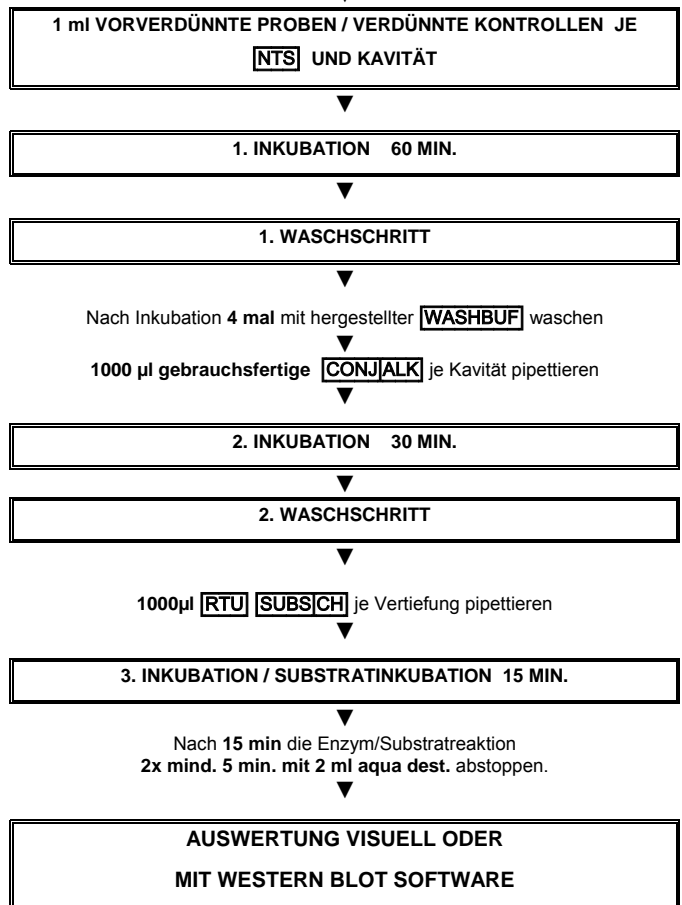 1 ml VORVERDÜNNTE PROBEN / VERDÜNNTE KONTROLLEN JE
NTS UND KAVITÄT
1. INKUBATION 60 MIN.
1. WASCHSCHRITT
Nach Inkubation 4 mal mit hergestellter WASHBUF waschen
1000 µl gebrauchsfertige CONJ ALK je Kavität pipettieren
2. INKUBATION 30 MIN.
2. WASCHSCHRITT
1000µl RTU SUBS CH je Vertiefung pipettieren
3. INKUBATION / SUBSTRATINKUBATION 15 MIN.
Nach 15 min die Enzym/Substratreaktion
2x mind. 5 min. mit 2 ml aqua dest. abstoppen.
AUSWERTUNG VISUELL ODER
MIT WESTERN BLOT SOFTWARE